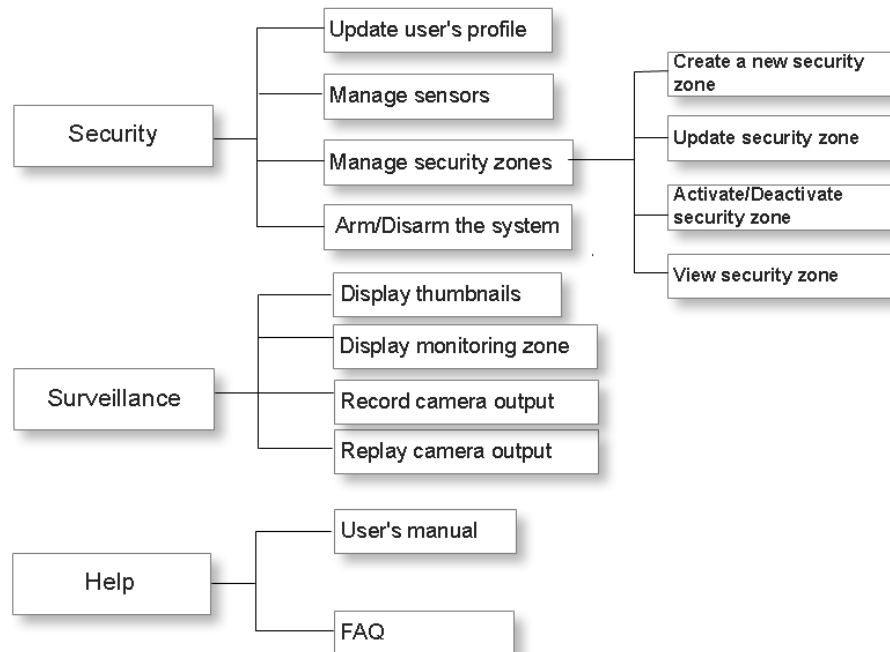 Security
Update user's profile
Manage sensors
Manage security zones
Arm/Disarm the system
Create a new security
zone
Update security zone
Activate/Deactivate
security zone
View security zone
Surveillance
Display thumbnails
Display monitoring zone
Record camera output
Replay camera output
Help
User's manual
FAQ